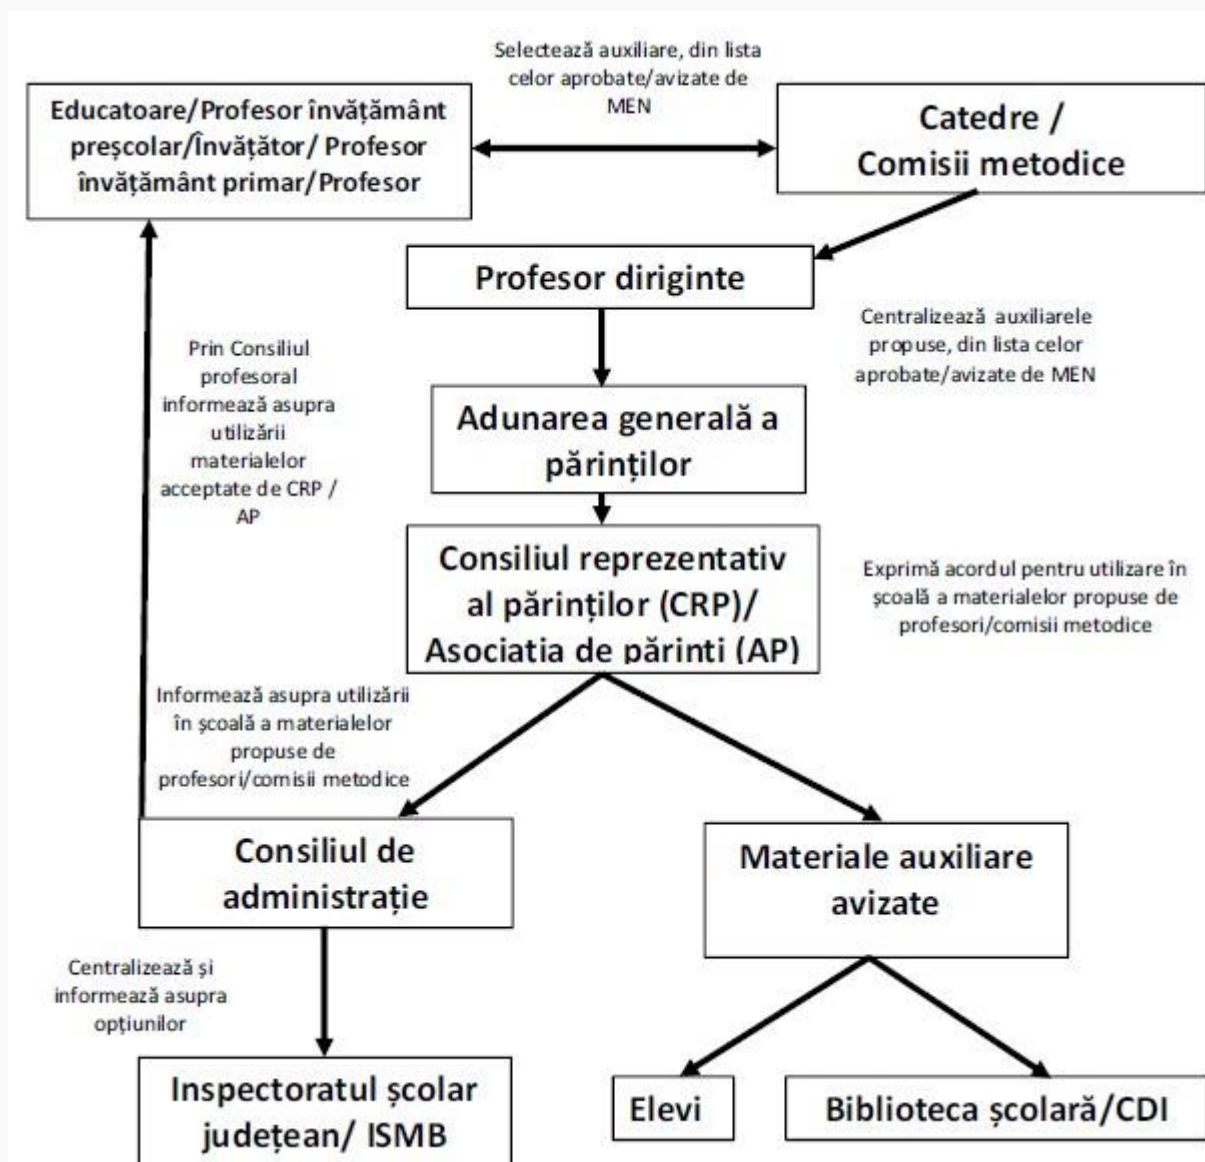 Selectează auxiliare, din lista
celor aprobate/avizate de
MEN
Educatoare/Profesor învățământ
preșcolar/Învățător/ Profesor
învățământ primar/Profesor
Catedre /
Comisii metodice
Profesor diriginte
Centralizează auxiliarele
propuse, din lista celor
aprobate/avizate de MEN
Prin Consiliul
profesoral
informează asupra
utilizării
materialelor
acceptate de CRP /
AP
Adunarea generală a
părinților
Consiliul reprezentativ
al părinților (CRP)/
Asociatia de părinti (AP)
Exprimă acordul pentru utilizare în
școală a materialelor propuse de
profesori/comisii metodice
Informează asupra utilizării
în școală a materialelor
propuse de
profesori/comisii metodice
Consiliul de
administrație
Materiale auxiliare
avizate
Centralizează și
informează asupra
opțiunilor
Inspectoratul școlar
județean/ ISMB
Elevi
Biblioteca școlară/CDI